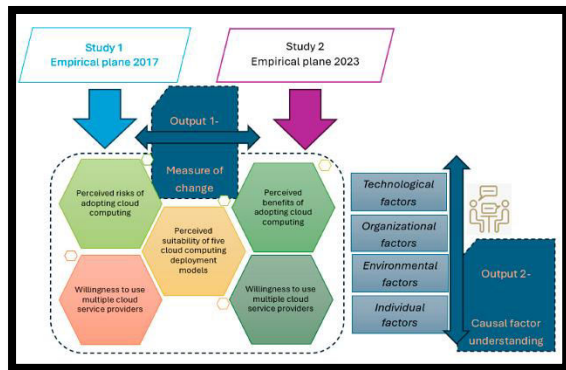 Study 1
Empirical plane 2017
Study 2
Empirical plane 2023
Output 1-
Measure of
change
Perceived risks of
adopting cloud
computing
Perceived
suitability of five
cloud computing
deployment
models
Perceived
benefits of
adopting cloud
computing
Willingness to use
multiple cloud
service providers
Willingness to use
multiple cloud
service providers
Technological
factors
Organizational
factors
Environmental
factors
Individual
factors
Output 2-
Causal factor
understanding